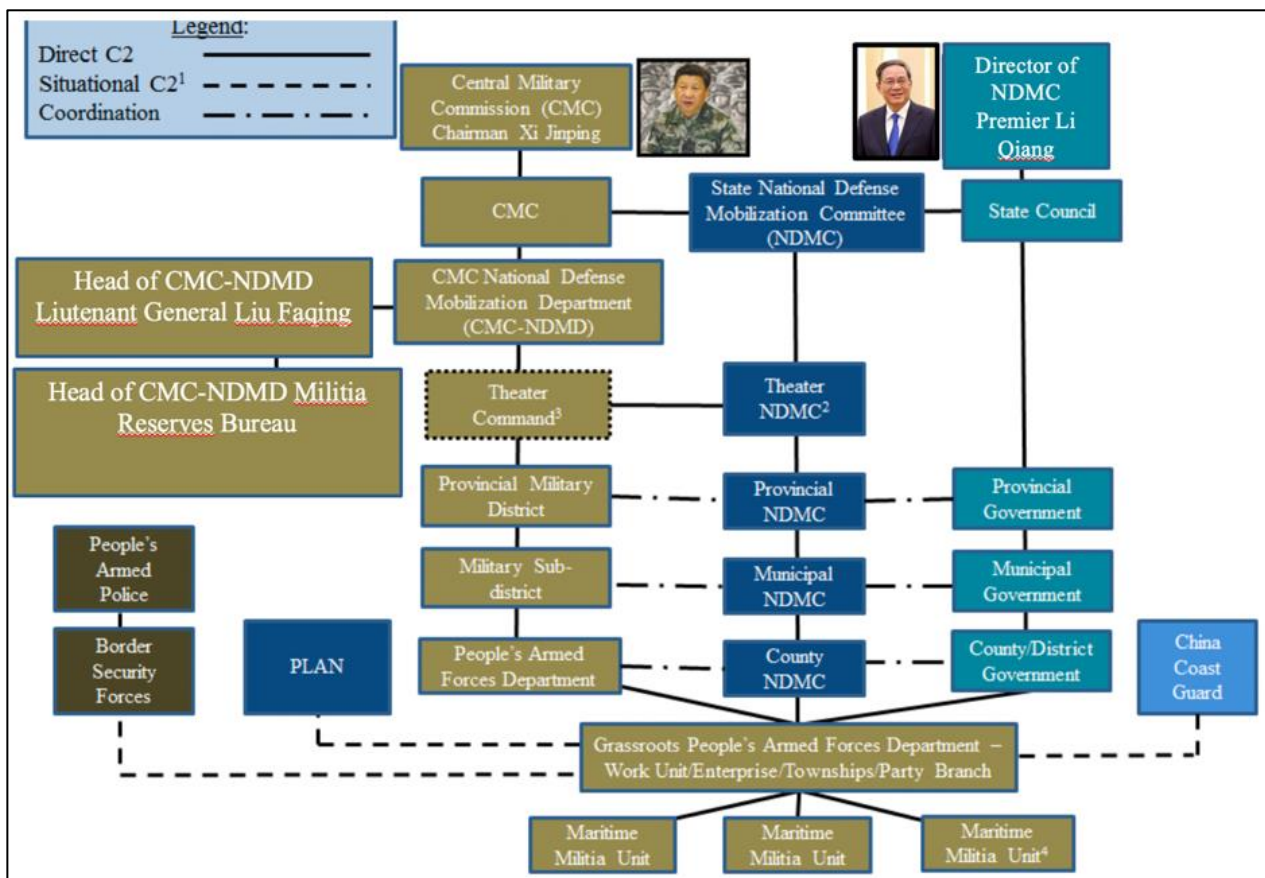 Legend:
Direct C2
Situational C2¹
Coordination
Central Military
Commission (CMC)
Chairman Xi Jinping
Director of
NDMC
Premier Li
Qiang
CMC
State National Defense
Mobilization Committee
(NDMC)
State Council
Head of CMC-NDMD
Liutenant General Liu Faqing
CMC National Defense
Mobilization Department
(CMC-NDMD)
Head of CMC-NDMD Militia
Reserves Bureau
Theater
Command³
Theater
NDMC²
Provincial Military
District
Provincial
NDMC
Provincial
Government
People's
Armed
Police
Military Sub-
district
Municipal
NDMC
Municipal
Government
Border
Security
Forces
PLAN
People's Armed
Forces Department
County
NDMC
County/District
Government
China
Coast
Guard
Grassroots People's Armed Forces Department –
Work Unit/Enterprise/Townships/Party Branch
Maritime
Militia Unit
Maritime
Militia Unit
Maritime
Militia Unit⁴